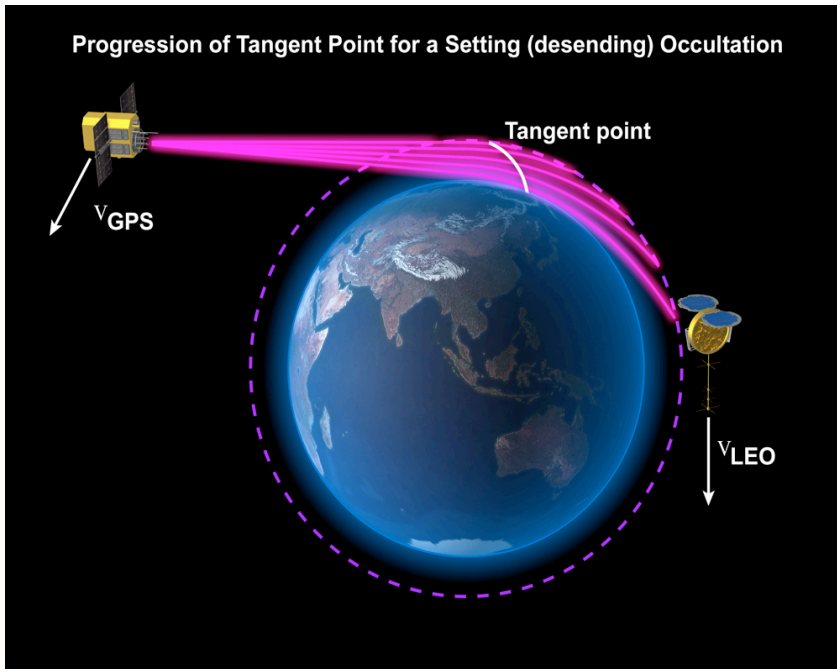 Progression of Tangent Point for a Setting (desending) Occultation
Tangent point
VGPS
VLEO